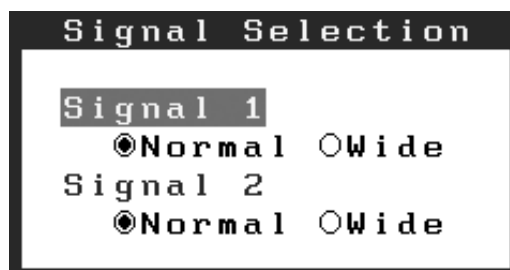 Signal Selection
Signal 1
◉Normal ○Wide
Signal 2
◉Normal ○Wide